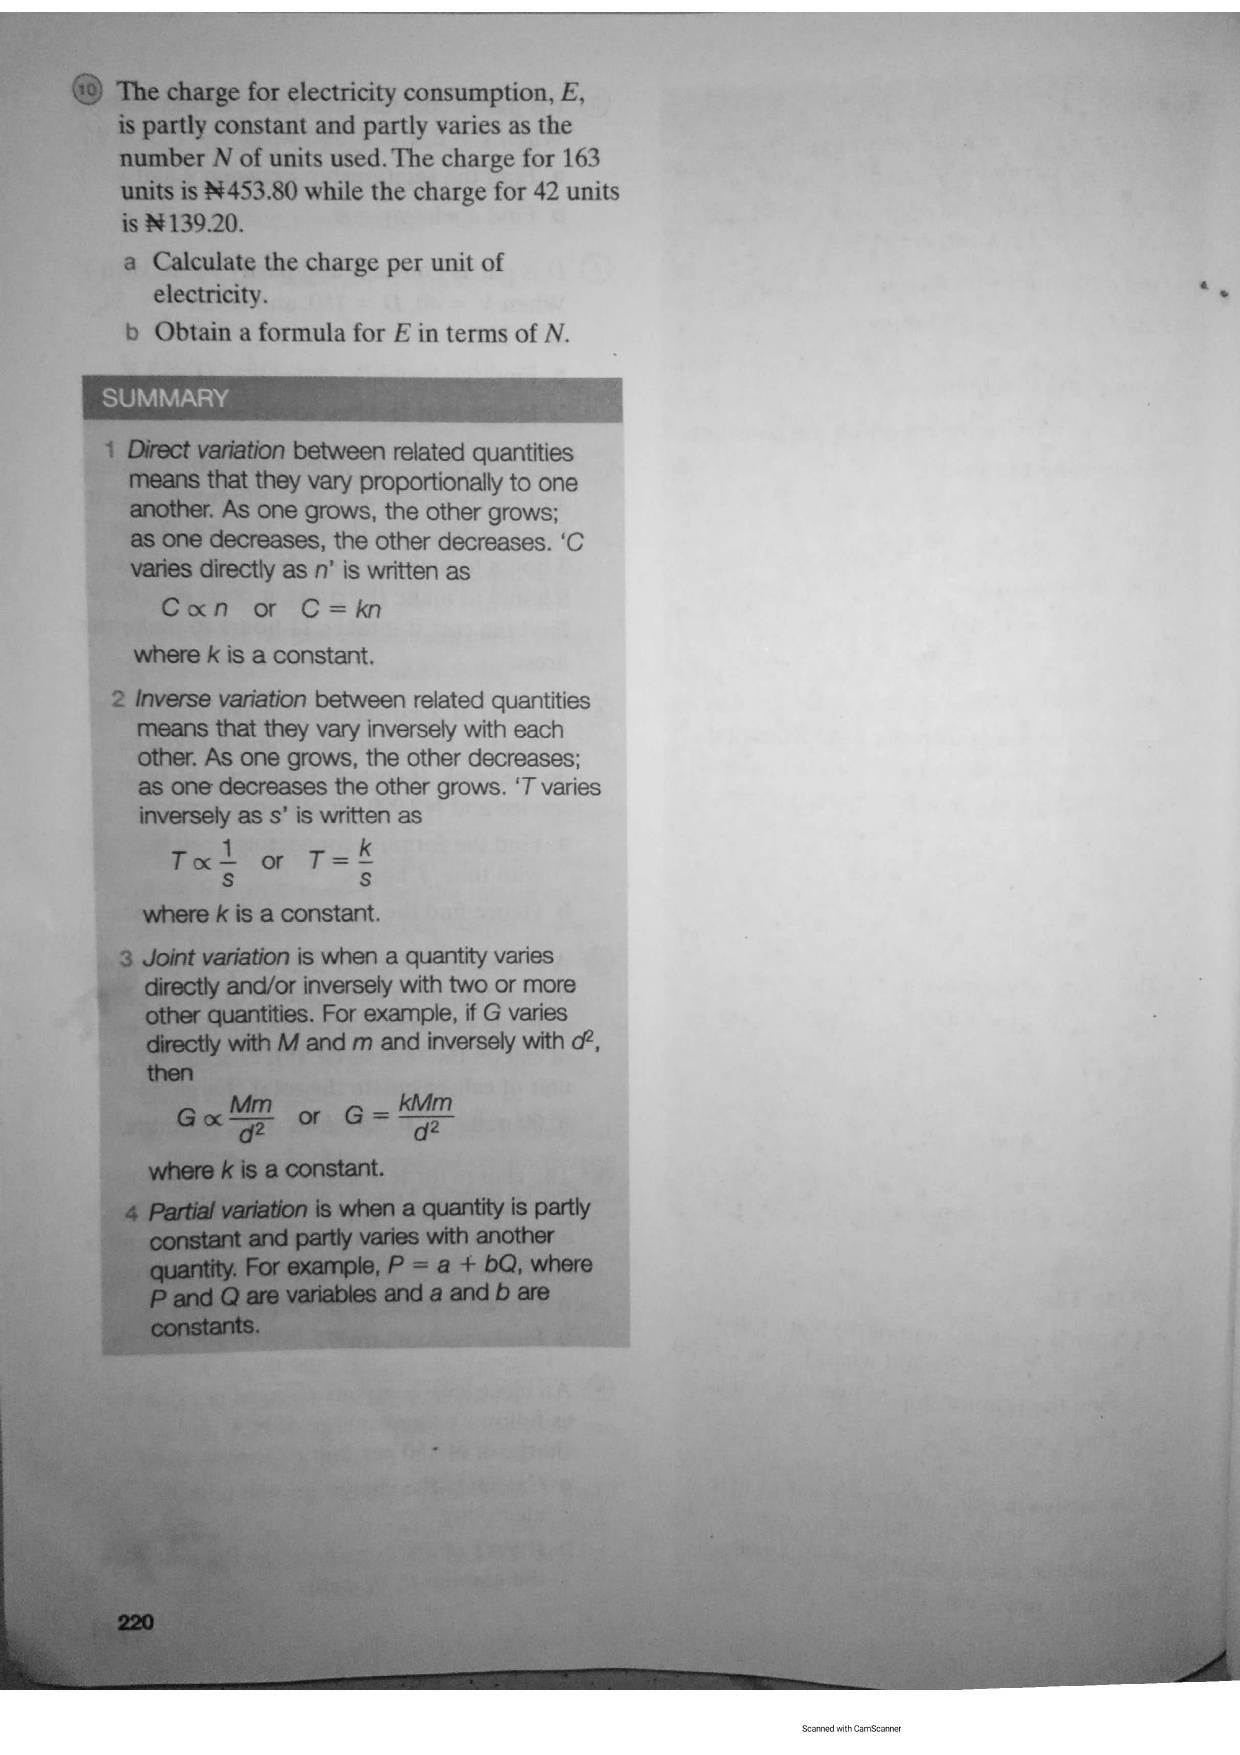 10 The charge for electricity consumption, E,
is partly constant and partly varies as the
number N of units used. The charge for 163
units is ₦453.80 while the charge for 42 units
is ₦139.20.
a Calculate the charge per unit of
electricity.
b Obtain a formula for E in terms of N.
SUMMARY
1 Direct variation between related quantities
means that they vary proportionally to one
another. As one grows, the other grows;
as one decreases, the other decreases. ‘C
varies directly as n’ is written as
C ∝ n or C = kn
where k is a constant.
2 Inverse variation between related quantities
means that they vary inversely with each
other. As one grows, the other decreases;
as one decreases the other grows. ‘T varies
inversely as s’ is written as
T ∝ 1/s or T = k/s
where k is a constant.
3 Joint variation is when a quantity varies
directly and/or inversely with two or more
other quantities. For example, if G varies
directly with M and m and inversely with d²,
then
G ∝ Mm/d² or G = kMm/d²
where k is a constant.
4 Partial variation is when a quantity is partly
constant and partly varies with another
quantity. For example, P = a + bQ, where
P and Q are variables and a and b are
constants.
220
Scanned with CamScanner